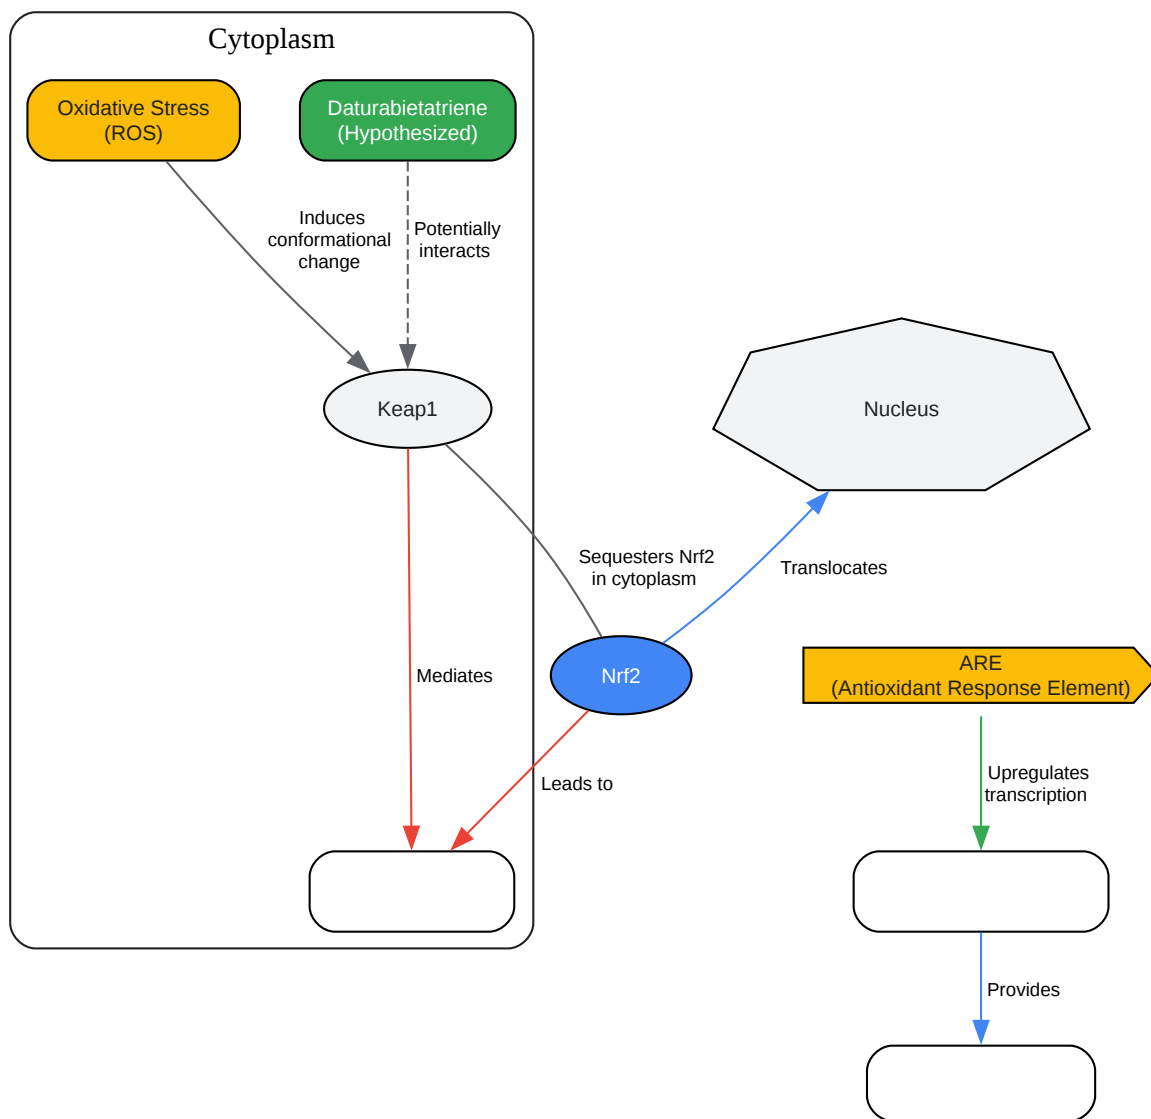 Cytoplasm
Oxidative Stress
(ROS)
Daturabietatriene
(Hypothesized)
Induces
conformational
change
Potentially
interacts
Keap1
Nucleus
Sequesters Nrf2
in cytoplasm
Translocates
Mediates
Nrf2
ARE
(Antioxidant Response Element)
Leads to
Upregulates
transcription
Provides